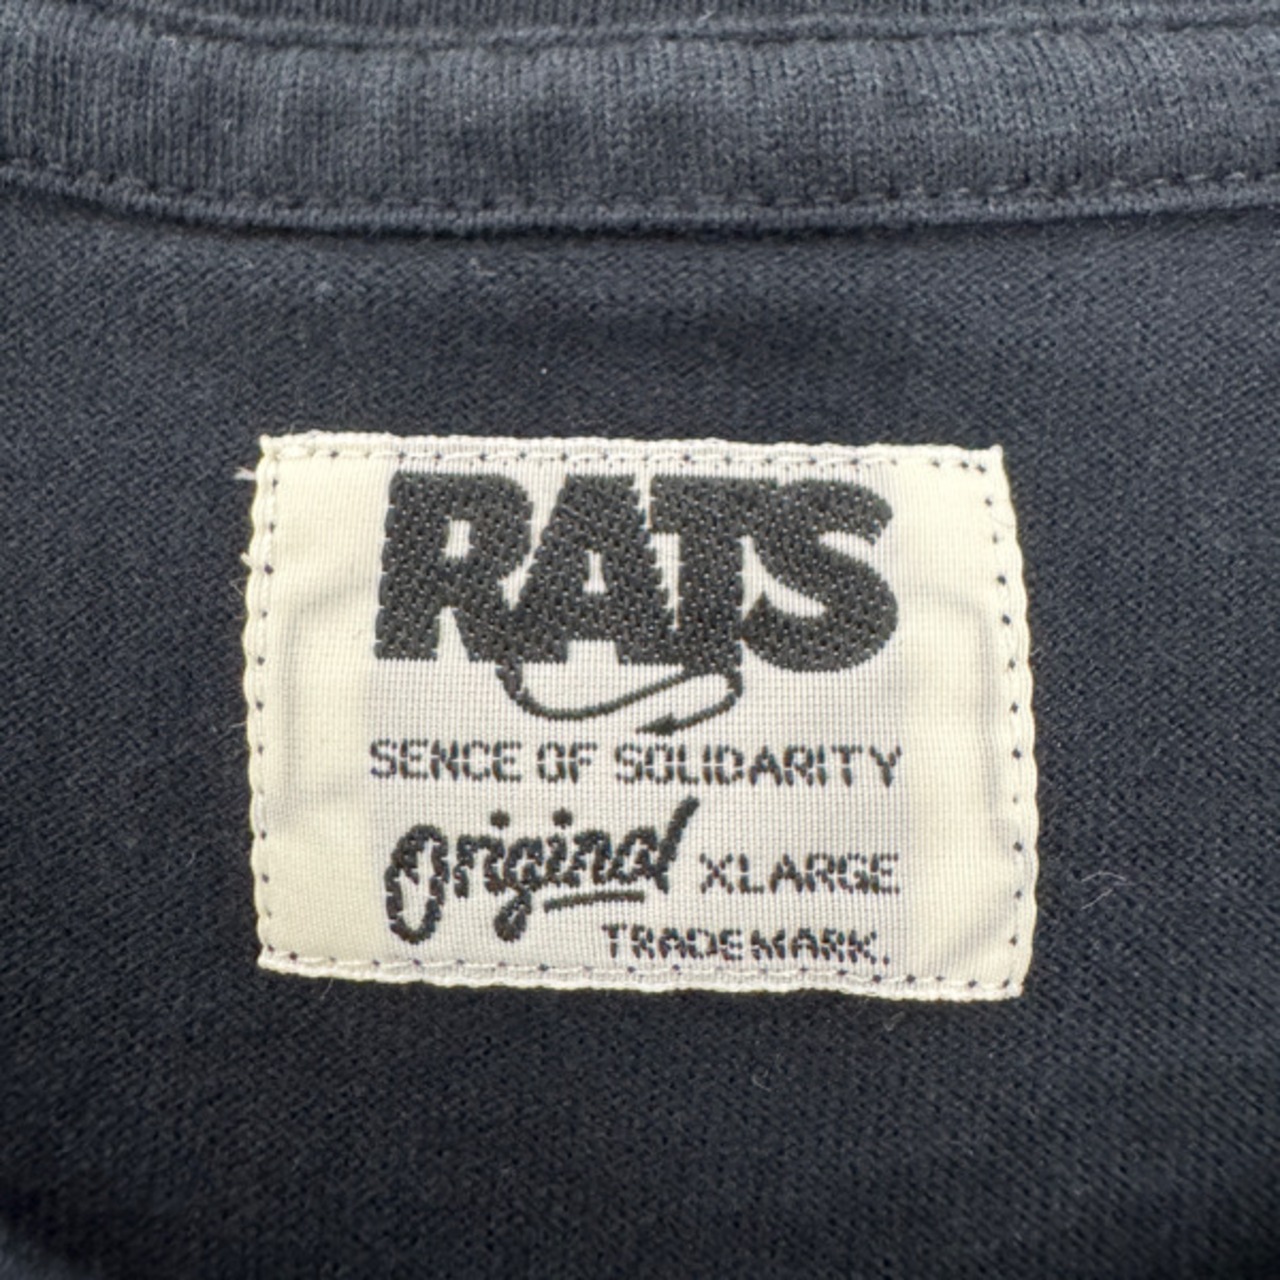 RATS
SENCE OF SOLIDARITY
Original XLARGE
TRADEMARK.